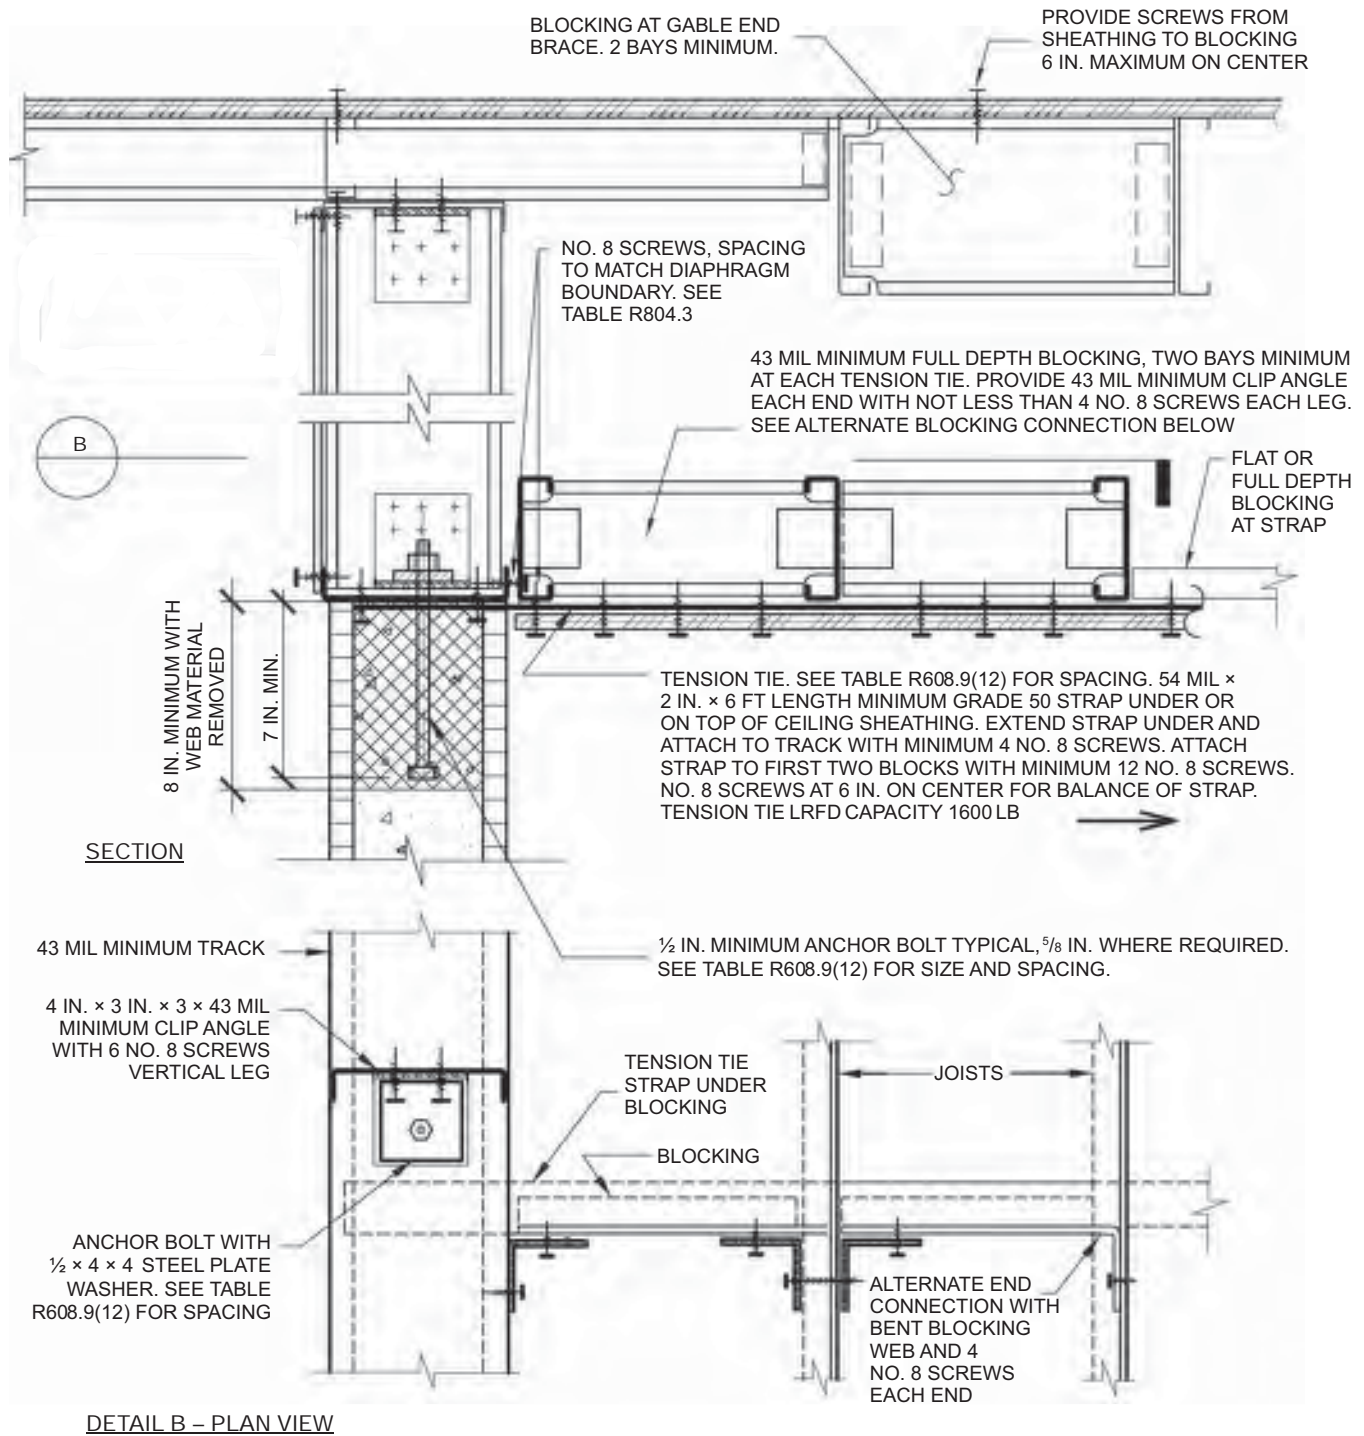 BLOCKING AT GABLE END
BRACE. 2 BAYS MINIMUM.
PROVIDE SCREWS FROM
SHEATHING TO BLOCKING
6 IN. MAXIMUM ON CENTER
NO. 8 SCREWS, SPACING
TO MATCH DIAPHRAGM
BOUNDARY. SEE
TABLE R804.3
43 MIL MINIMUM FULL DEPTH BLOCKING, TWO BAYS MINIMUM
AT EACH TENSION TIE. PROVIDE 43 MIL MINIMUM CLIP ANGLE
EACH END WITH NOT LESS THAN 4 NO. 8 SCREWS EACH LEG.
SEE ALTERNATE BLOCKING CONNECTION BELOW
B
FLAT OR
FULL DEPTH
BLOCKING
AT STRAP
8 IN. MINIMUM WITH
WEB MATERIAL
REMOVED
7 IN. MIN.
TENSION TIE. SEE TABLE R608.9(12) FOR SPACING. 54 MIL ×
2 IN. × 6 FT LENGTH MINIMUM GRADE 50 STRAP UNDER OR
ON TOP OF CEILING SHEATHING. EXTEND STRAP UNDER AND
ATTACH TO TRACK WITH MINIMUM 4 NO. 8 SCREWS. ATTACH
STRAP TO FIRST TWO BLOCKS WITH MINIMUM 12 NO. 8 SCREWS.
NO. 8 SCREWS AT 6 IN. ON CENTER FOR BALANCE OF STRAP.
TENSION TIE LRFD CAPACITY 1600 LB
SECTION
43 MIL MINIMUM TRACK
½ IN. MINIMUM ANCHOR BOLT TYPICAL, 5/8 IN. WHERE REQUIRED.
SEE TABLE R608.9(12) FOR SIZE AND SPACING.
4 IN. × 3 IN. × 3 × 43 MIL
MINIMUM CLIP ANGLE
WITH 6 NO. 8 SCREWS
VERTICAL LEG
TENSION TIE
STRAP UNDER
BLOCKING
JOISTS
BLOCKING
ANCHOR BOLT WITH
½ × 4 × 4 STEEL PLATE
WASHER. SEE TABLE
R608.9(12) FOR SPACING
ALTERNATE END
CONNECTION WITH
BENT BLOCKING
WEB AND 4
NO. 8 SCREWS
EACH END
DETAIL B – PLAN VIEW